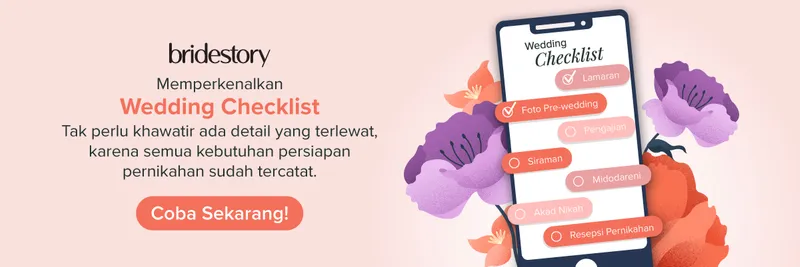 bridestory
Memperkenalkan
Wedding Checklist
Tak perlu khawatir ada detail yang terlewat,
karena semua kebutuhan persiapan
pernikahan sudah tercatat.
Coba Sekarang!
Wedding
Checklist
Lamaran
Foto Pre-wedding
Pengajian
Siraman
Midodareni
Akad Nikah
Resepsi Pernikahan